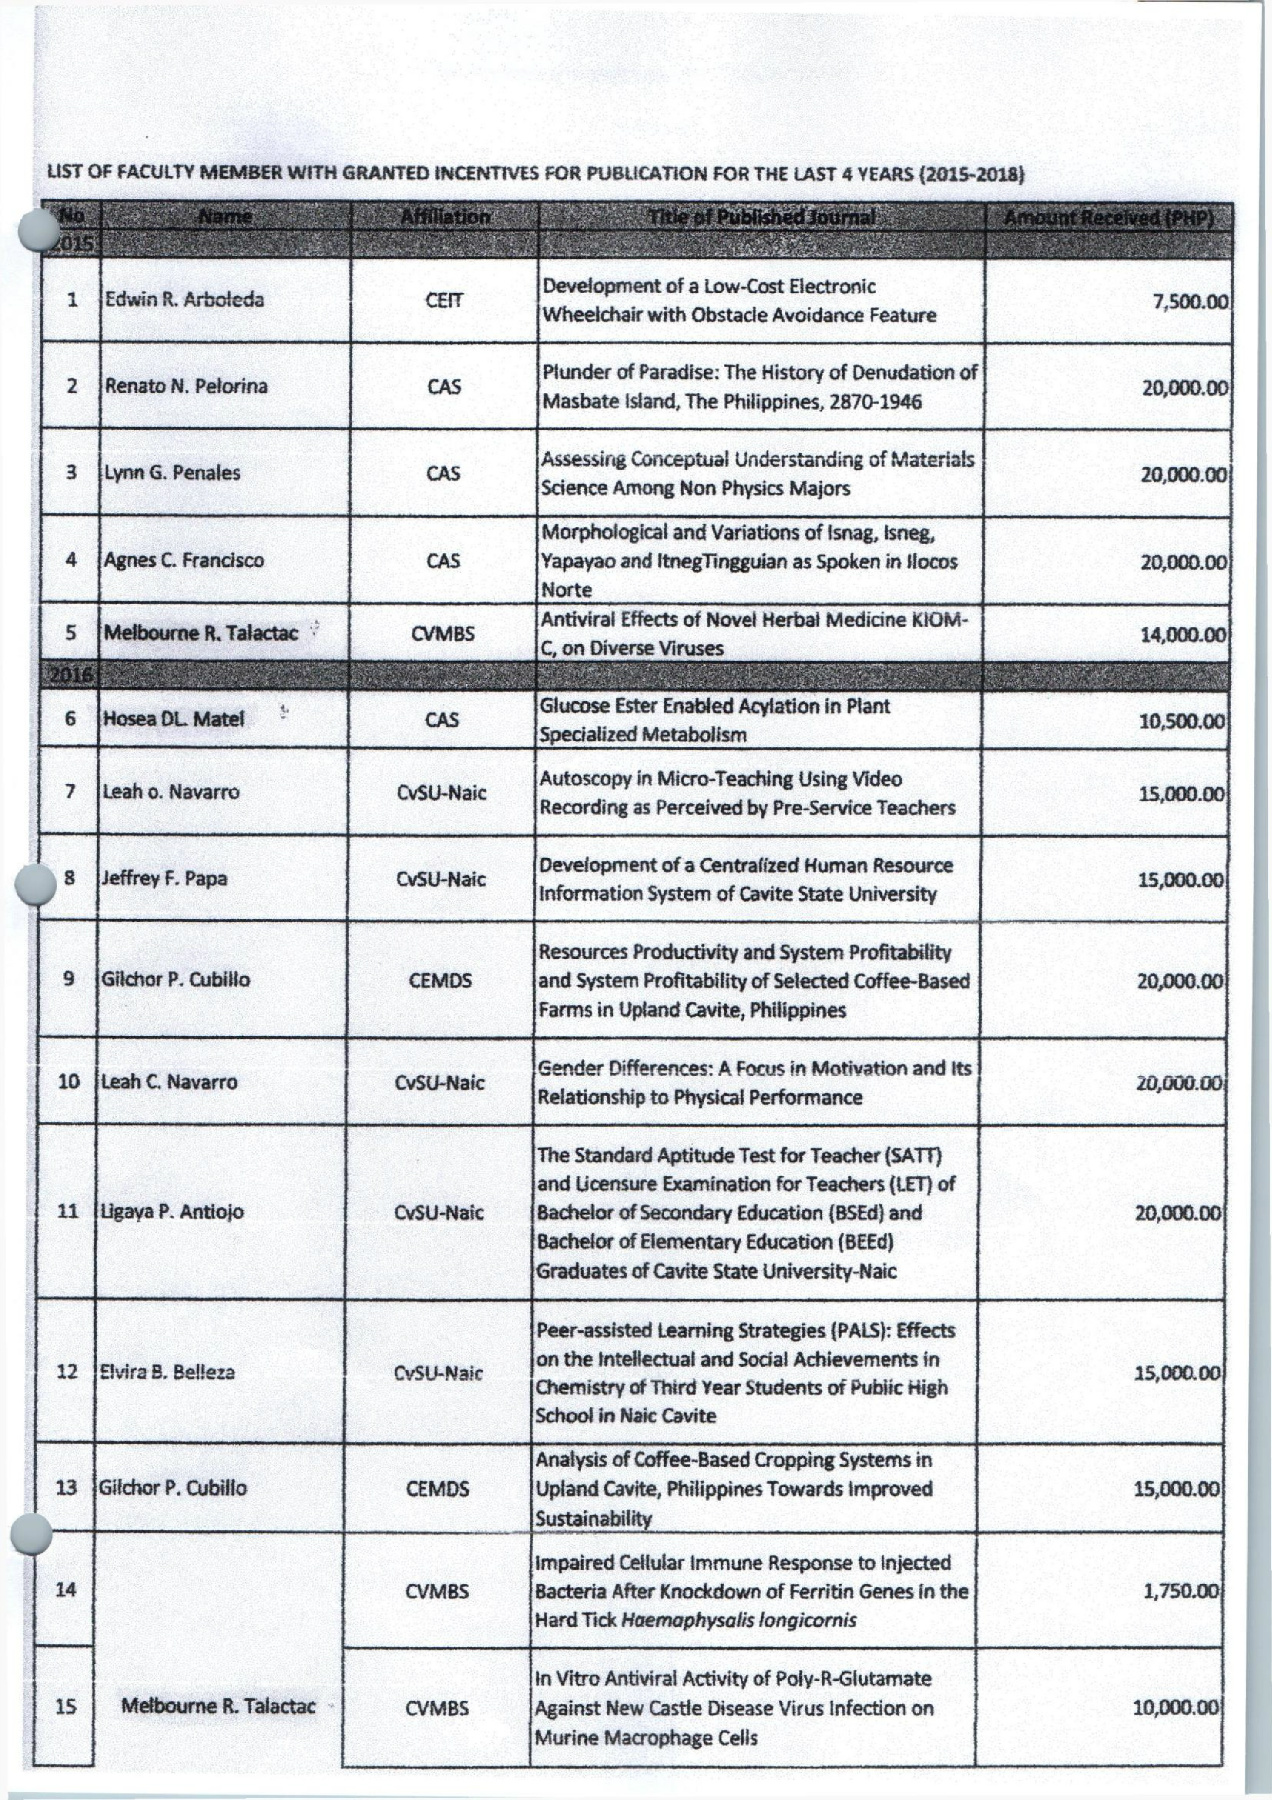 LIST OF FACULTY MEMBER WITH GRANTED INCENTIVES FOR PUBLICATION FOR THE LAST 4 YEARS (2015-2018)
No Name Affiliation Title of Published Journal Amount Received (PHP)
2015
1 Edwin R. Arboleda CEIT Development of a Low-Cost Electronic
Wheelchair with Obstacle Avoidance Feature 7,500.00
2 Renato N. Pelorina CAS Plunder of Paradise: The History of Denudation of
Masbate Island, The Philippines, 2870-1946 20,000.00
3 Lynn G. Penales CAS Assessing Conceptual Understanding of Materials
Science Among Non Physics Majors 20,000.00
4 Agnes C. Francisco CAS Morphological and Variations of Isnag, Isneg,
Yapayao and ItnegTingguian as Spoken in Ilocos
Norte 20,000.00
5 Melbourne R. Talactac CVMBS Antiviral Effects of Novel Herbal Medicine KIOM-
C, on Diverse Viruses 14,000.00
2016
6 Hosea DL. Matel CAS Glucose Ester Enabled Acylation in Plant
Specialized Metabolism 10,500.00
7 Leah o. Navarro CvSU-Naic Autoscopy in Micro-Teaching Using Video
Recording as Perceived by Pre-Service Teachers 15,000.00
8 Jeffrey F. Papa CvSU-Naic Development of a Centralized Human Resource
Information System of Cavite State University 15,000.00
9 Gilchor P. Cubillo CEMDS Resources Productivity and System Profitability
and System Profitability of Selected Coffee-Based
Farms in Upland Cavite, Philippines 20,000.00
10 Leah C. Navarro CvSU-Naic Gender Differences: A Focus in Motivation and Its
Relationship to Physical Performance 20,000.00
11 Ligaya P. Antiojo CvSU-Naic The Standard Aptitude Test for Teacher (SATT)
and Licensure Examination for Teachers (LET) of
Bachelor of Secondary Education (BSEd) and
Bachelor of Elementary Education (BEEd)
Graduates of Cavite State University-Naic 20,000.00
12 Elvira B. Belleza CvSU-Naic Peer-assisted Learning Strategies (PALS): Effects
on the Intellectual and Social Achievements in
Chemistry of Third Year Students of Public High
School in Naic Cavite 15,000.00
13 Gilchor P. Cubillo CEMDS Analysis of Coffee-Based Cropping Systems in
Upland Cavite, Philippines Towards Improved
Sustainability 15,000.00
14 CVMBS Impaired Cellular Immune Response to Injected
Bacteria After Knockdown of Ferritin Genes in the
Hard Tick Haemaphysalis longicornis 1,750.00
15 Melbourne R. Talactac CVMBS In Vitro Antiviral Activity of Poly-R-Glutamate
Against New Castle Disease Virus Infection on
Murine Macrophage Cells 10,000.00